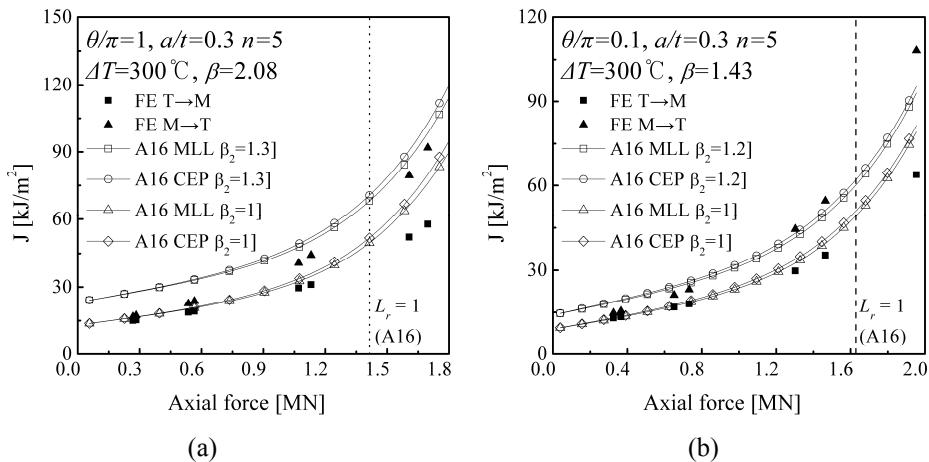 θ/π=1, a/t=0.3 n=5
ΔT=300℃, β=2.08
FE T→M
FE M→T
A16 MLL β₂=1.3]
A16 CEP β₂=1.3]
A16 MLL β₂=1]
A16 CEP β₂=1]
Lᵣ = 1
(A16)
150
120
90
60
30
0
J [kJ/m²]
0.0 0.3 0.6 0.9 1.2 1.5 1.8
Axial force [MN]
(a)
θ/π=0.1, a/t=0.3 n=5
ΔT=300℃, β=1.43
FE T→M
FE M→T
A16 MLL β₂=1.2]
A16 CEP β₂=1.2]
A16 MLL β₂=1]
A16 CEP β₂=1]
Lᵣ = 1
(A16)
120
90
60
30
0
J [kJ/m²]
0.0 0.4 0.8 1.2 1.6 2.0
Axial force [MN]
(b)